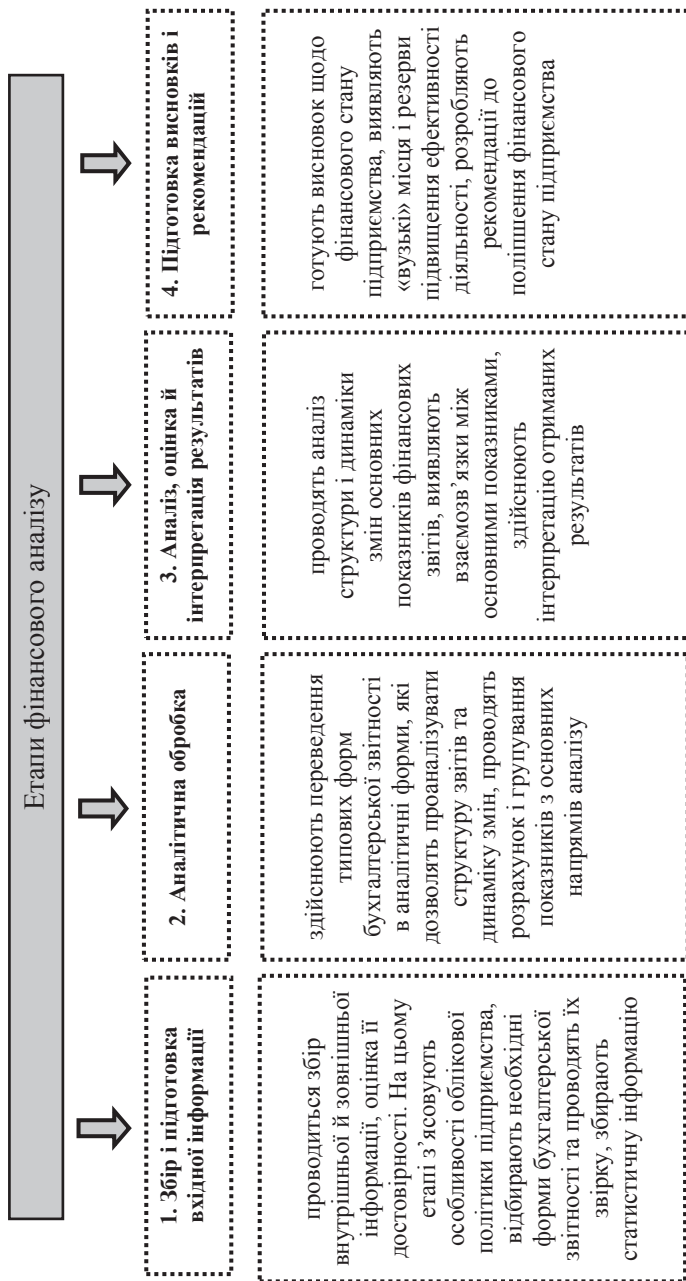 Етапи фінансового аналізу
1. Збір і підготовка
вхідної інформації
проводиться збір
внутрішньої й зовнішньої
інформації, оцінка її
достовірності. На цьому
етапі з’ясовують
особливості облікової
політики підприємства,
відбирають необхідні
форми бухгалтерської
звітності та проводять їх
звірку, збирають
статистичну інформацію
2. Аналітична обробка
здійснюють переведення
типових форм
бухгалтерської звітності
в аналітичні форми, які
дозволять проаналізувати
структуру звітів та
динаміку змін, проводять
розрахунок і групування
показників з основних
напрямів аналізу
3. Аналіз, оцінка й
інтерпретація результатів
проводять аналіз
структури і динаміки
змін основних
показників фінансових
звітів, виявляють
взаємозв’язки між
основними показниками,
здійснюють
інтерпретацію отриманих
результатів
4. Підготовка висновків і
рекомендацій
готують висновок щодо
фінансового стану
підприємства, виявляють
«вузькі» місця і резерви
підвищення ефективності
діяльності, розробляють
рекомендації до
поліпшення фінансового
стану підприємства